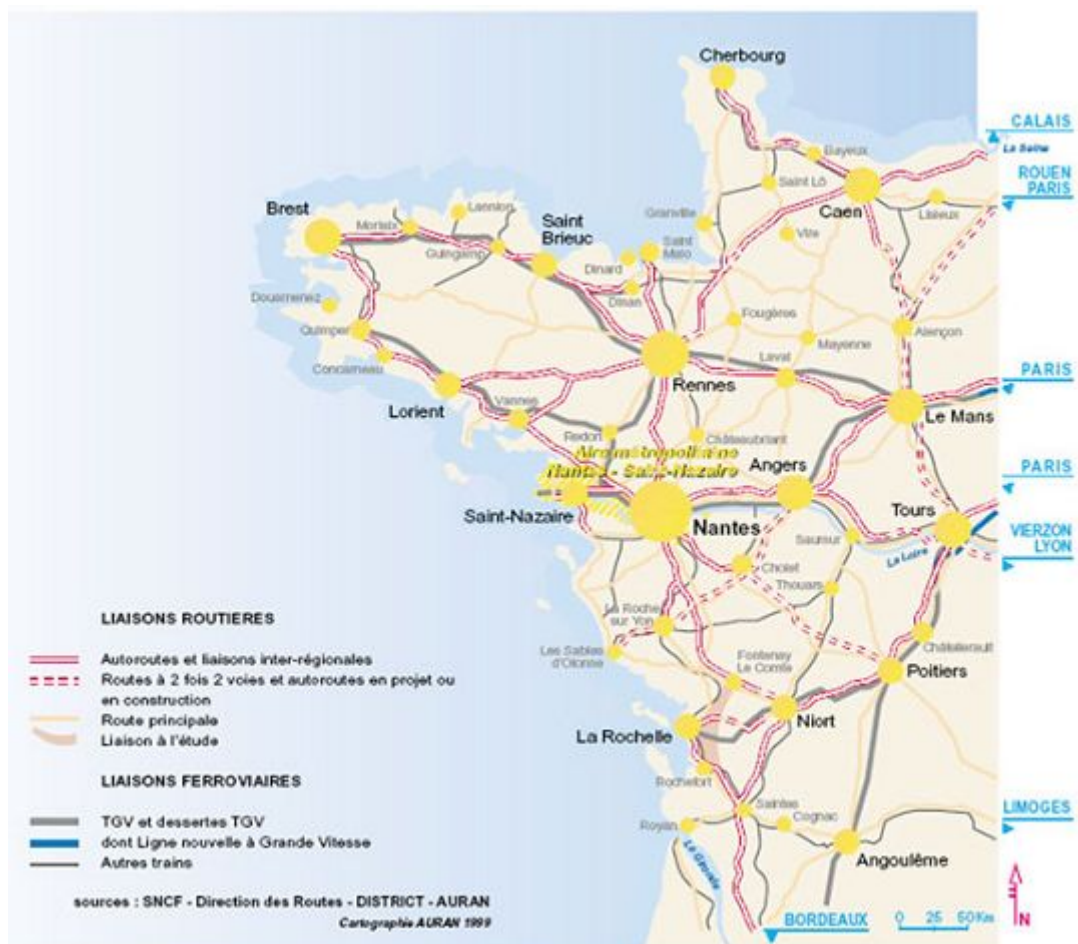 Cherbourg
CALAIS
La Seine
Bayeux
ROUEN
PARIS
Saint Lô
Caen
Lisieux
Lannion
Brest
Morlaix
Saint
Brieuc
Granville
Vire
Guingamp
Saint
Malo
Dinard
Dinan
Douarnenez
Fougères
Quimper
Alençon
Mayenne
Concarneau
Laval
PARIS
Rennes
Lorient
Vannes
Le Mans
Redon
Châteaubriant
Aire métropolitaine
Nantes - Saint-Nazaire
Angers
PARIS
Saint-Nazaire
Nantes
Tours
Saumur
VIERZON
LYON
La Loire
Cholet
Thouars
La Roche
sur Yon
Les Sables
d'Olonne
Châtellerault
Fontenay
Le Comte
Poitiers
Niort
La Rochelle
Rochefort
Saintes
Cognac
LIMOGES
Royan
Angoulême
BORDEAUX
0 25 50 Km
N
LIAISONS ROUTIERES
Autoroutes et liaisons inter-régionales
Routes à 2 fois 2 voies et autoroutes en projet ou
en construction
Route principale
Liaison à l'étude
LIAISONS FERROVIAIRES
TGV et dessertes TGV
dont Ligne nouvelle à Grande Vitesse
Autres trains
sources : SNCF - Direction des Routes - DISTRICT - AURAN
Cartographie AURAN 1999